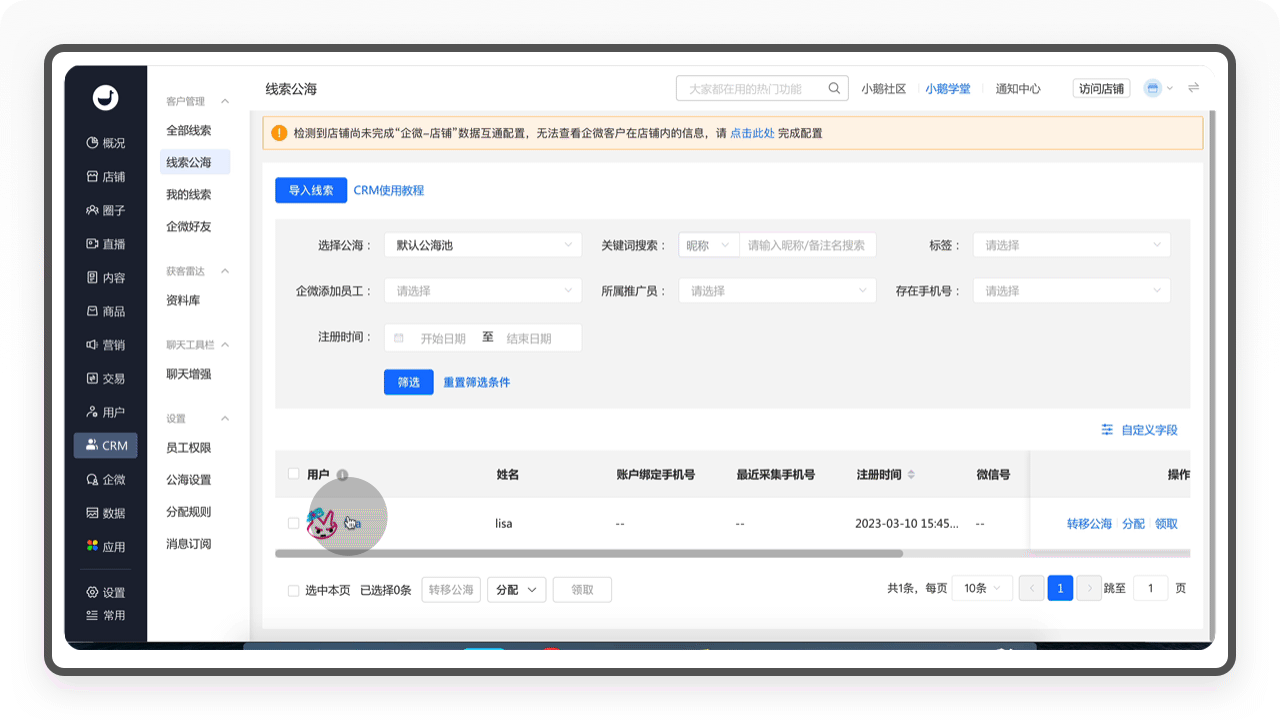 线索公海
大家都在用的热门功能
小鹅社区
小鹅学堂
通知中心
访问店铺
概况
店铺
圈子
直播
内容
商品
营销
交易
用户
CRM
企微
数据
应用
设置
常用
客户管理
全部线索
线索公海
我的线索
企微好友
获客雷达
资料库
聊天工具栏
聊天增强
设置
员工权限
公海设置
分配规则
消息订阅
检测到店铺尚未完成“企微-店铺”数据互通配置，无法查看企微客户在店铺内的信息，请 点击此处 完成配置
导入线索 CRM使用教程
选择公海： 默认公海池 关键词搜索： 昵称 请输入昵称/备注名搜索 标签： 请选择
企微添加员工： 请选择 所属推广员： 请选择 存在手机号： 请选择
注册时间： 开始日期 至 结束日期
筛选 重置筛选条件
自定义字段
用户 姓名 账户绑定手机号 最近采集手机号 注册时间 微信号 操作
lisa -- -- 2023-03-10 15:45... -- 转移公海 分配 领取
选中本页 已选择0条 转移公海 分配 领取 共1条，每页 10条 1 跳至 1 页